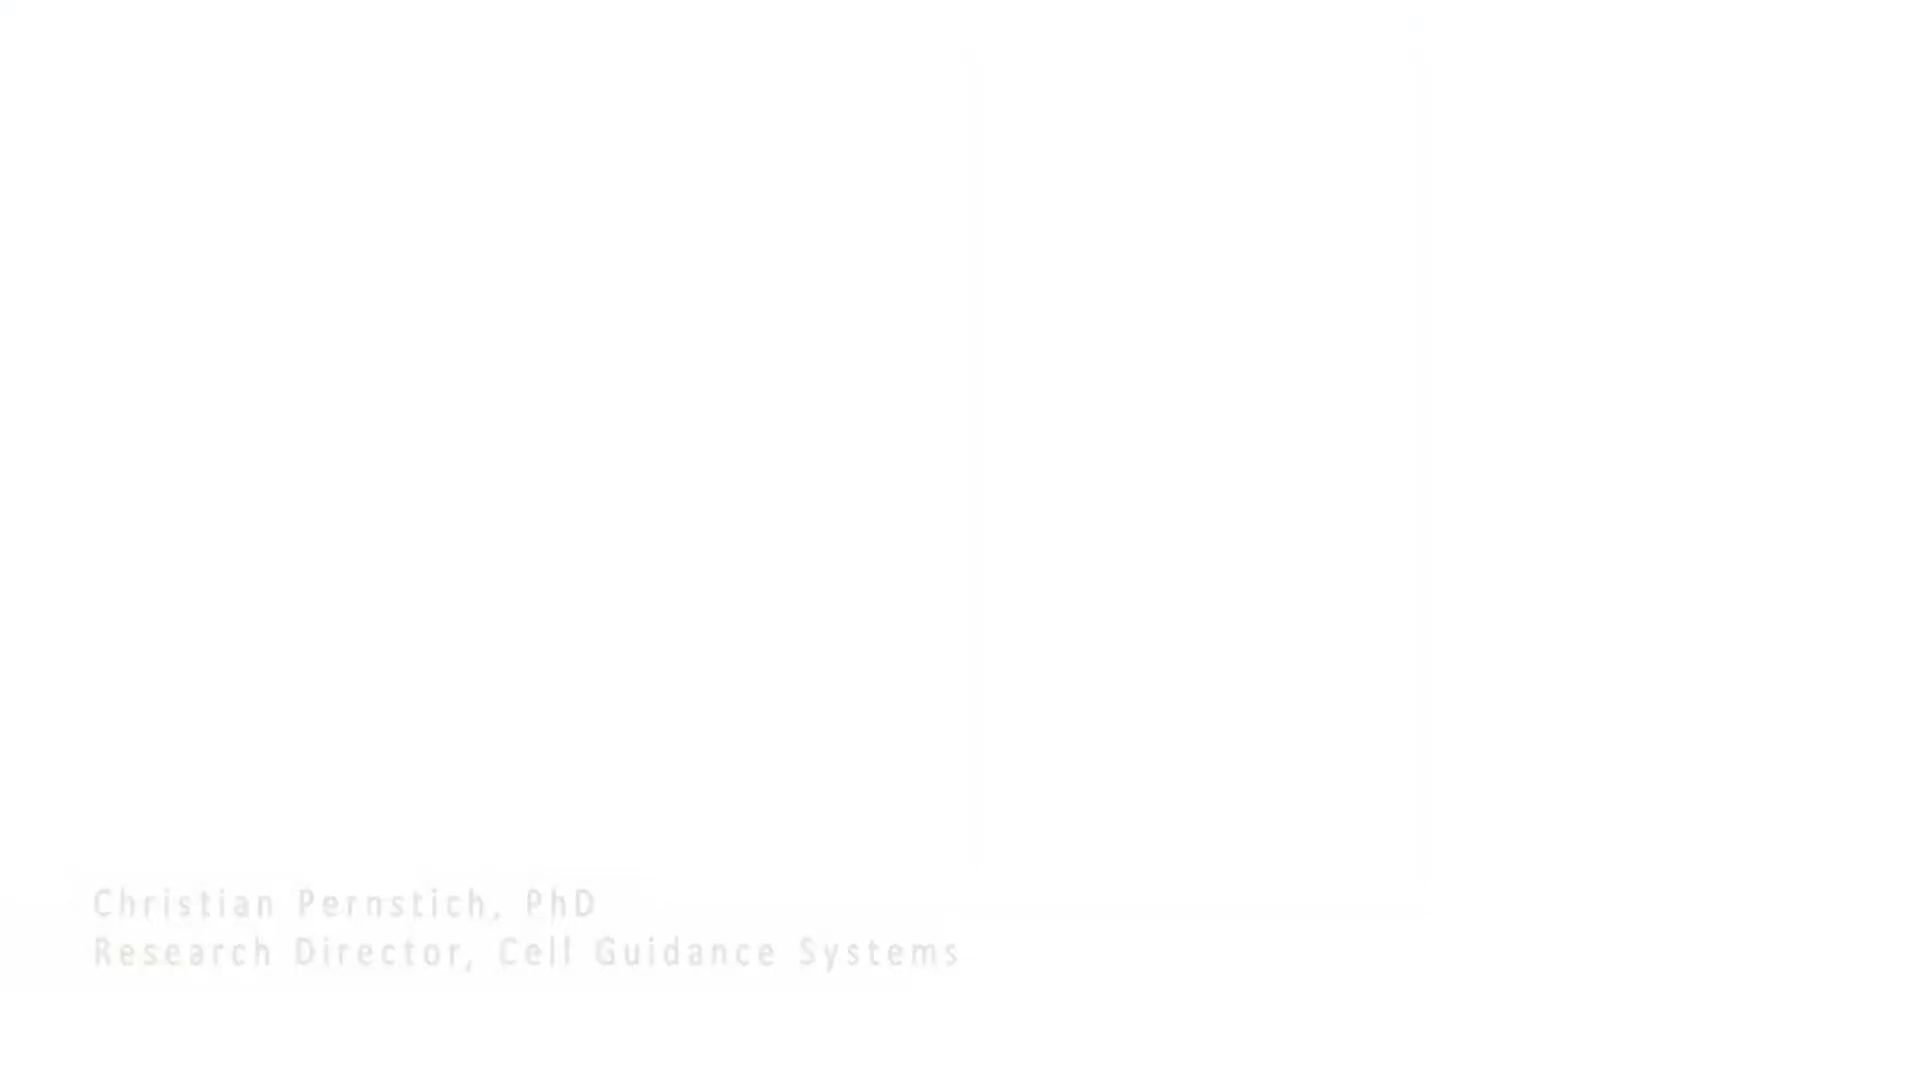 Christian Pernstich, PhD
Research Director, Cell Guidance Systems